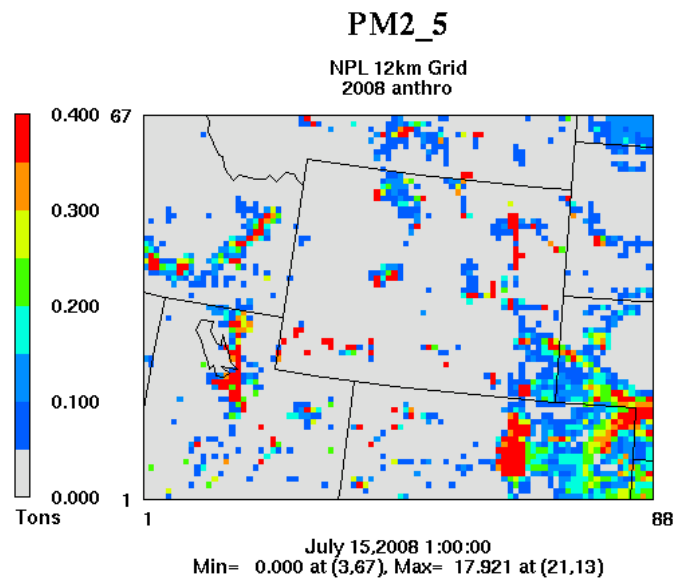 PM2_5
NPL 12km Grid
2008 anthro
0.400
0.300
0.200
0.100
0.000
Tons
67
1
1
88
July 15,2008 1:00:00
Min= 0.000 at (3,67), Max= 17.921 at (21,13)